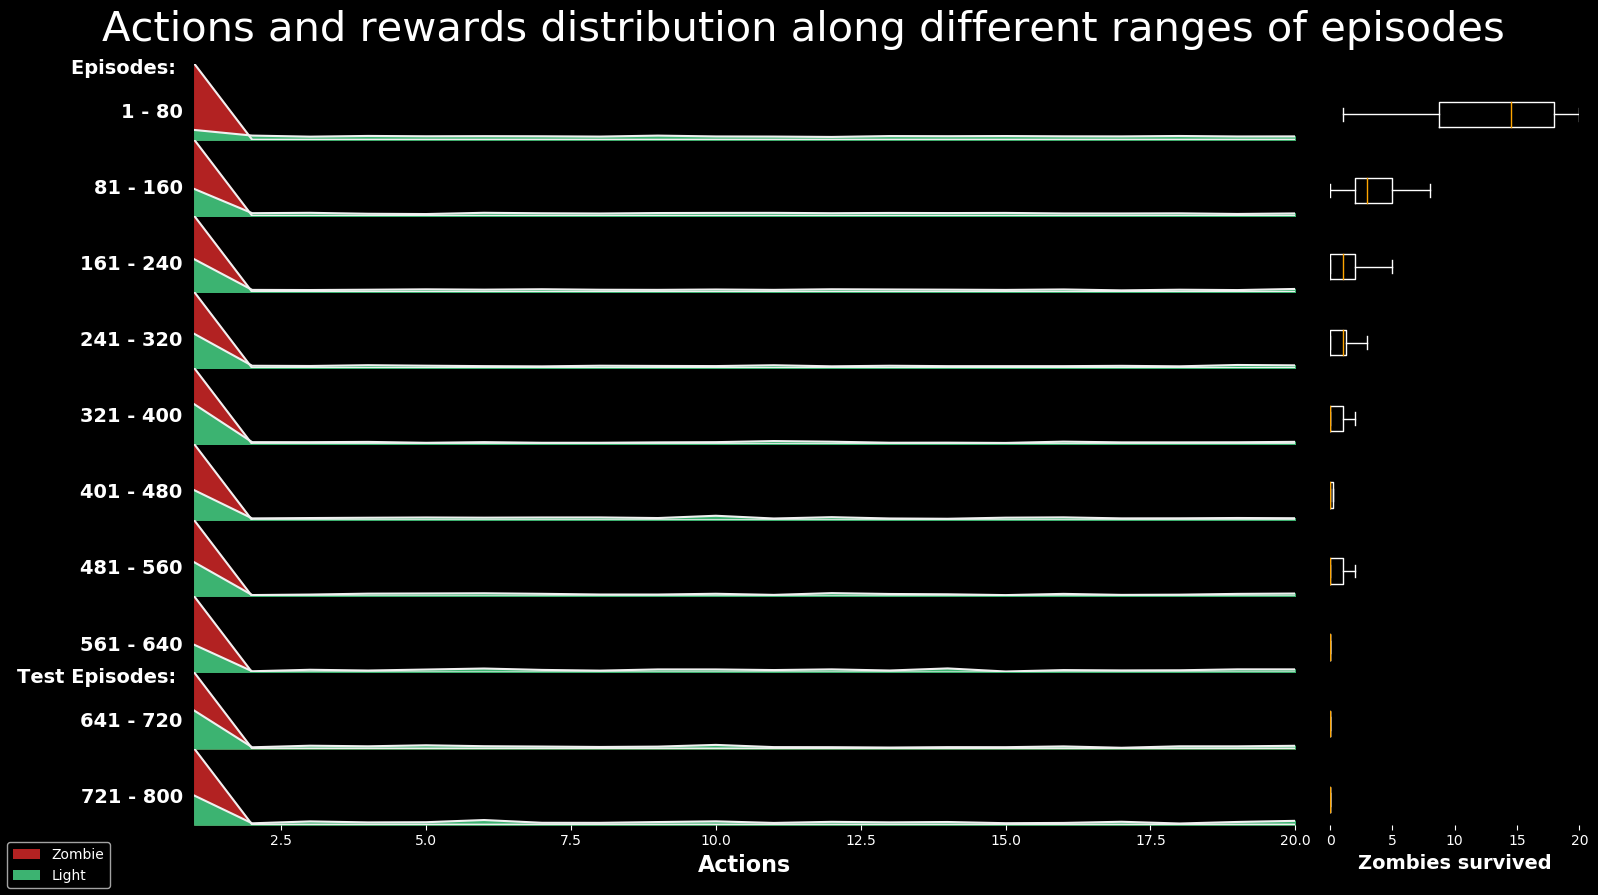 Actions and rewards distribution along different ranges of episodes
Episodes:
1 - 80
81 - 160
161 - 240
241 - 320
321 - 400
401 - 480
481 - 560
561 - 640
Test Episodes:
641 - 720
721 - 800
2.5 5.0 7.5 10.0 12.5 15.0 17.5 20.0
Actions
0 5 10 15 20
Zombies survived
Zombie
Light